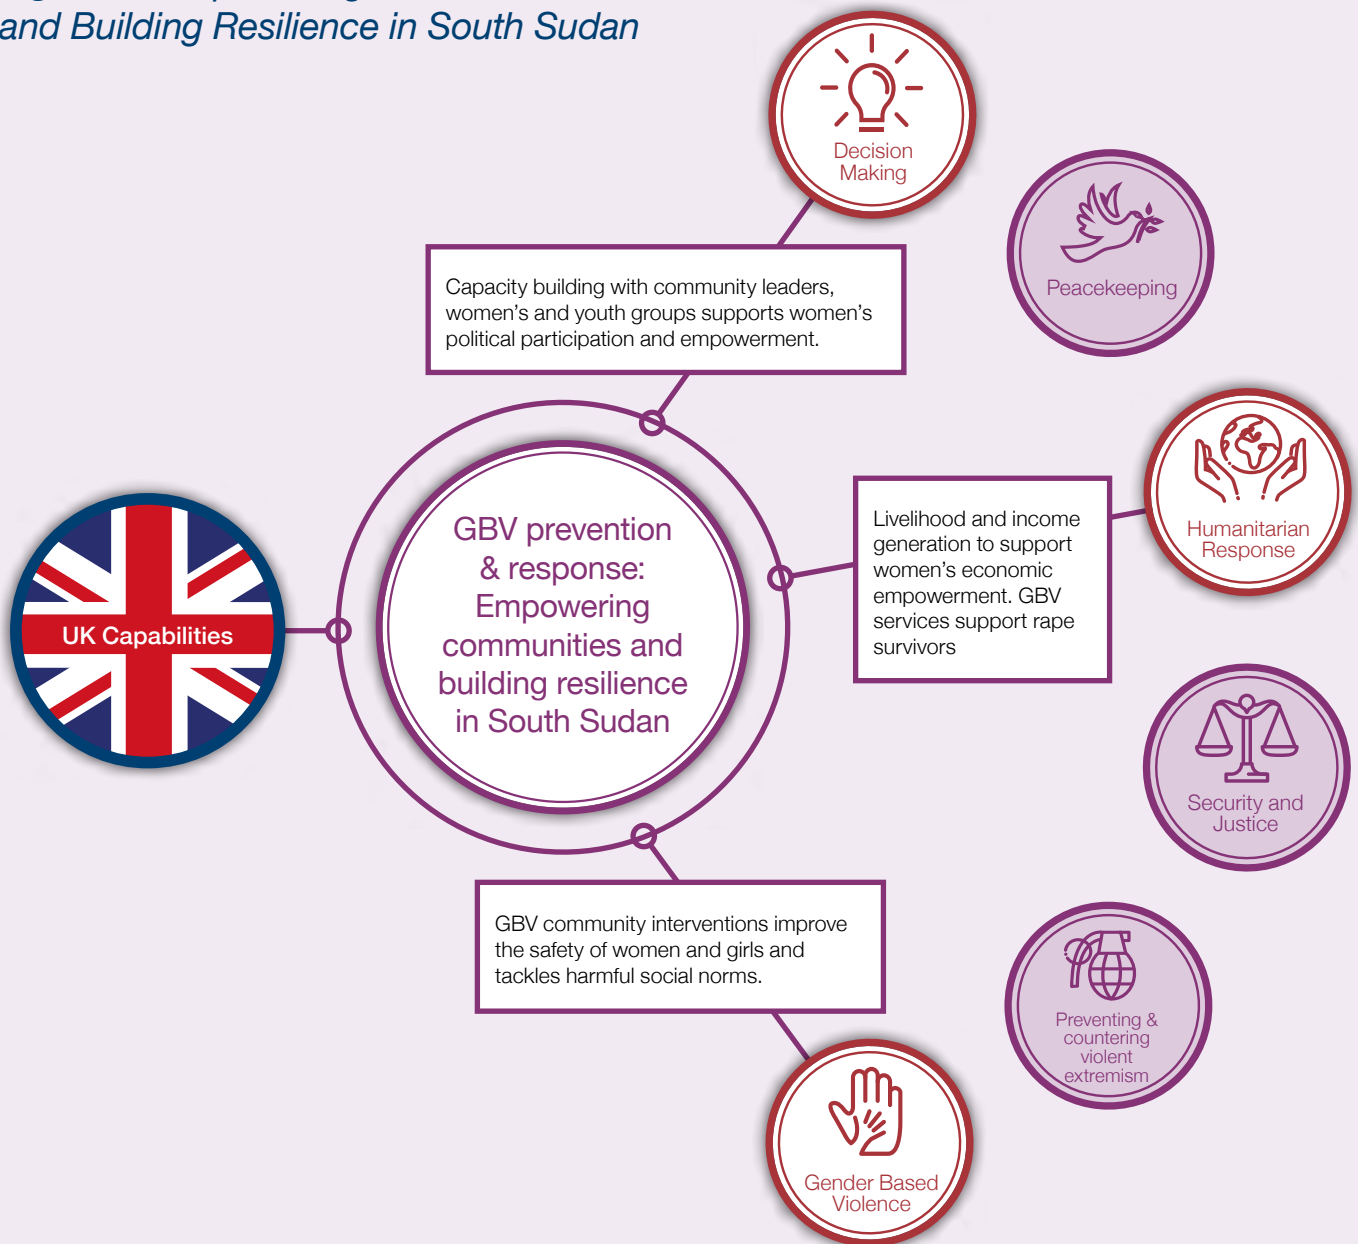 and Building Resilience in South Sudan
Decision
Making
Peacekeeping
Capacity building with community leaders,
women’s and youth groups supports women’s
political participation and empowerment.
Humanitarian
Response
Livelihood and income
generation to support
women’s economic
empowerment. GBV
services support rape
survivors
GBV prevention
& response:
Empowering
communities and
building resilience
in South Sudan
UK Capabilities
Security and
Justice
GBV community interventions improve
the safety of women and girls and
tackles harmful social norms.
Preventing &
countering
violent
extremism
Gender Based
Violence